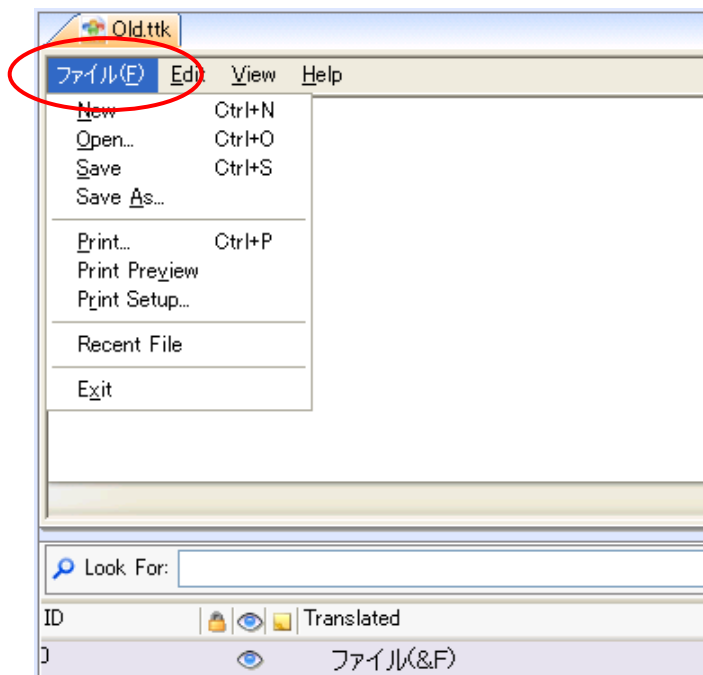 Old.ttk
ファイル(F) Edit View Help
New Ctrl+N
Open... Ctrl+O
Save Ctrl+S
Save As...
Print... Ctrl+P
Print Preview
Print Setup...
Recent File
Exit
Look For:
ID Translated
0 ファイル(&F)